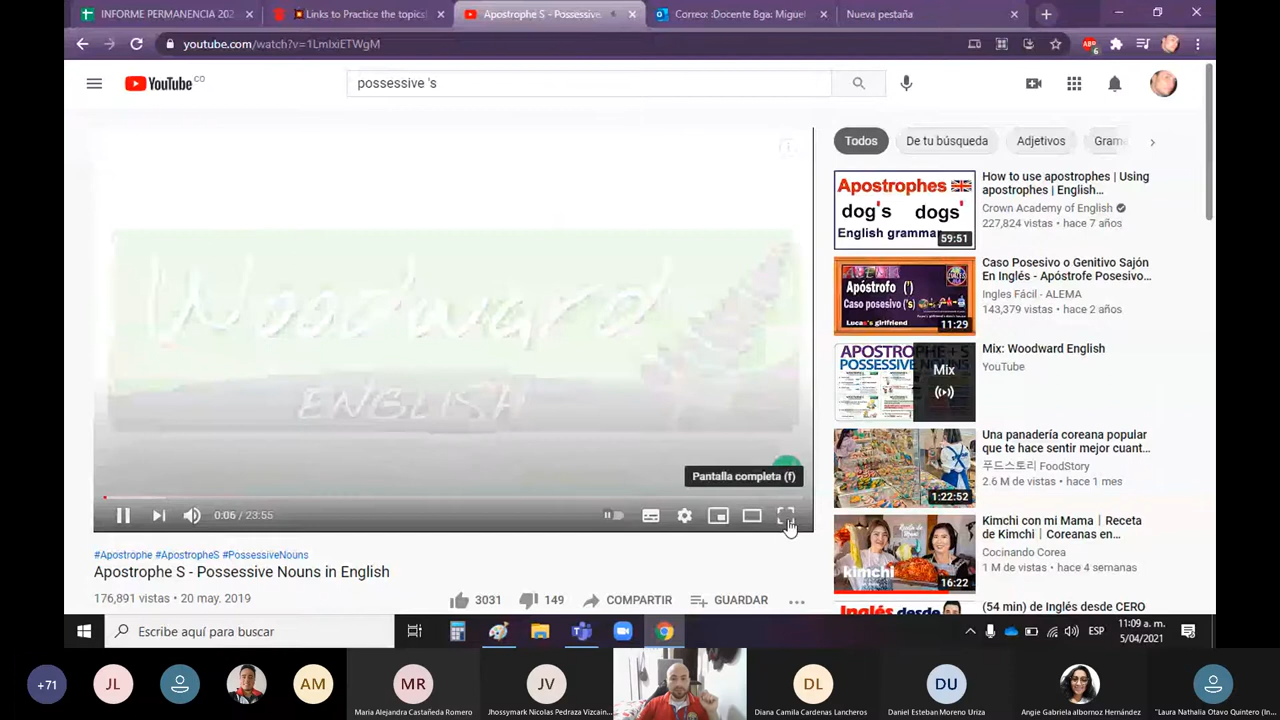 INFORME PERMANENCIA 202
Links to Practice the topics!
Apostrophe S - Possessive
Correo: :Docente Bga: Miguel
Nueva pestaña
youtube.com/watch?v=1LmIxiETWgM
ABP
6
YouTube CO
possessive 's
Todos
De tu búsqueda
Adjetivos
Grama
Apostrophes
dog's dogs'
English grammar
59:51
How to use apostrophes | Using
apostrophes | English...
Crown Academy of English
227,824 vistas • hace 7 años
Apóstrofo (')
Caso posesivo ('s)
Lucas's girlfriend
11:29
Caso Posesivo o Genitivo Sajón
En Inglés - Apóstrofe Posesivo...
Ingles Fácil - ALEMA
143,379 vistas • hace 2 años
APOSTROPHE + S
POSSESSIVE NOUNS
Mix
Mix: Woodward English
YouTube
1:22:52
Una panadería coreana popular
que te hace sentir mejor cuant...
푸드스토리 FoodStory
2.6 M de vistas • hace 1 mes
kimchi
16:22
Kimchi con mi Mama | Receta
de Kimchi | Coreanas en...
Cocinando Corea
1 M de vistas • hace 4 semanas
Inglés desde
(54 min) de Inglés desde CERO
Pantalla completa (f)
0:06 / 23:55
#Apostrophe #ApostropheS #PossessiveNouns
Apostrophe S - Possessive Nouns in English
176,891 vistas • 20 may. 2019
3031
149
COMPARTIR
GUARDAR
Escribe aquí para buscar
ESP
11:09 a. m.
5/04/2021
+71
JL
AM
MR
Maria Alejandra Castañeda Romero
JV
Jhossymark Nicolas Pedraza Vizcain...
DL
Diana Camila Cardenas Lancheros
DU
Daniel Esteban Moreno Uriza
Angie Gabriela albornoz Hernández
"Laura Nathalia Otavo Quintero (In...